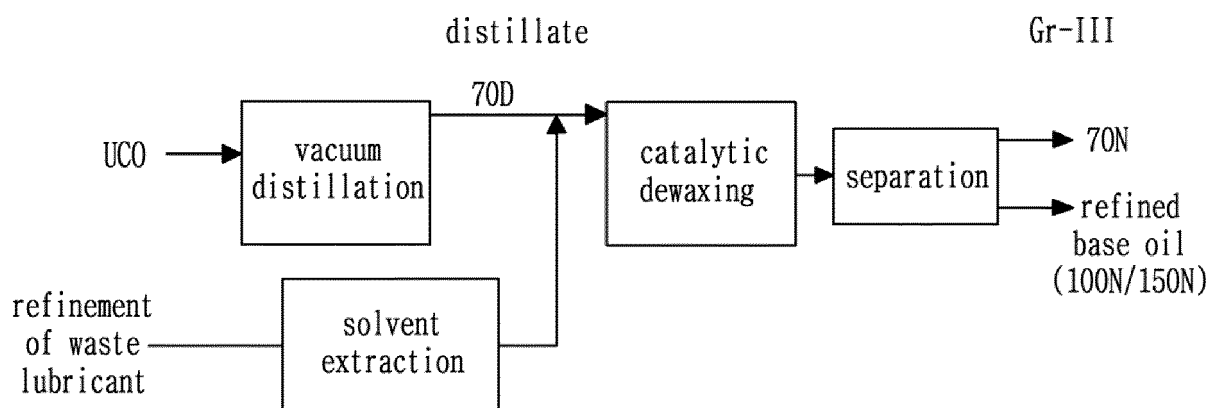 distillate
Gr-III
70D
UCO
vacuum
distillation
catalytic
dewaxing
separation
70N
refined
base oil
(100N/150N)
refinement
of waste
lubricant
solvent
extraction